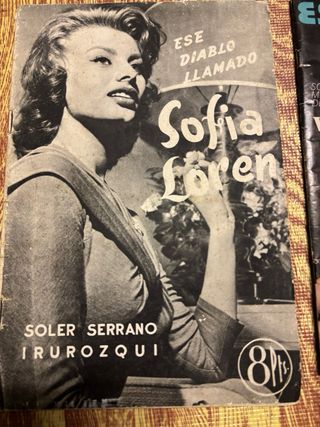 ESE
DIABLO
LLAMADO
Sofia
Loren
SOLER SERRANO
IRUROZQUI
8 Pts.